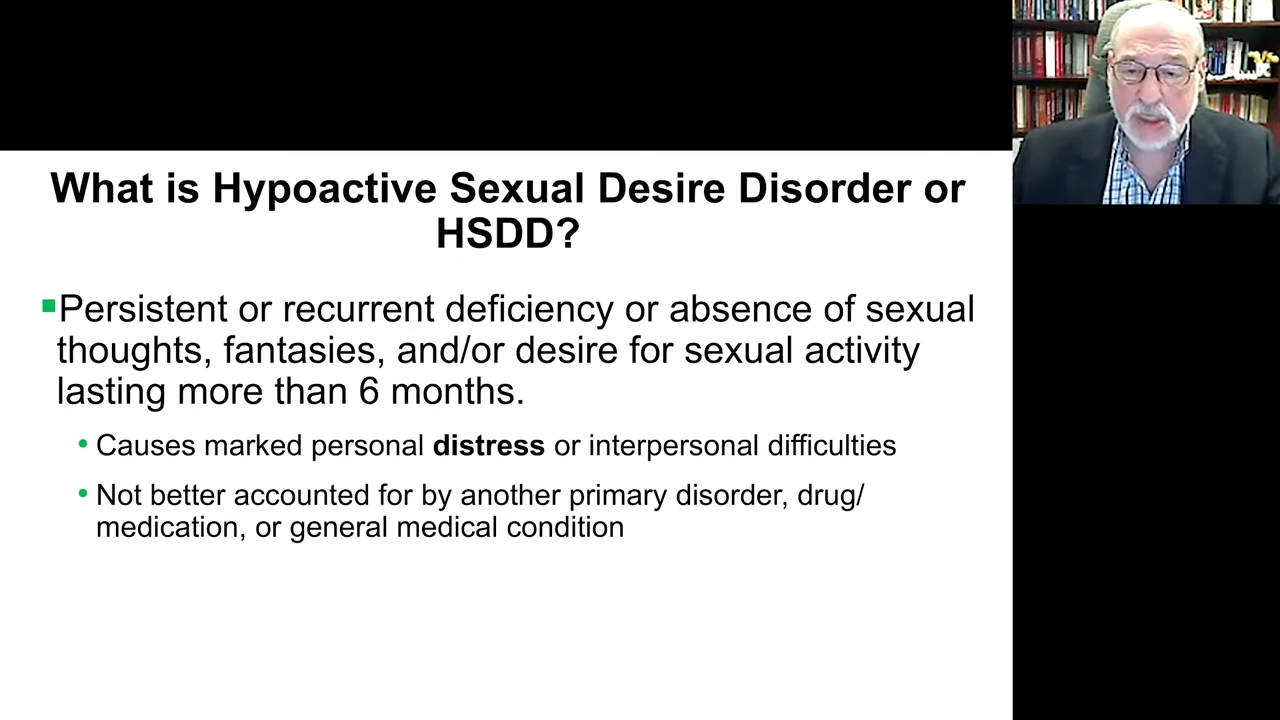 What is Hypoactive Sexual Desire Disorder or
HSDD?
▪Persistent or recurrent deficiency or absence of sexual
thoughts, fantasies, and/or desire for sexual activity
lasting more than 6 months.
• Causes marked personal distress or interpersonal difficulties
• Not better accounted for by another primary disorder, drug/
medication, or general medical condition